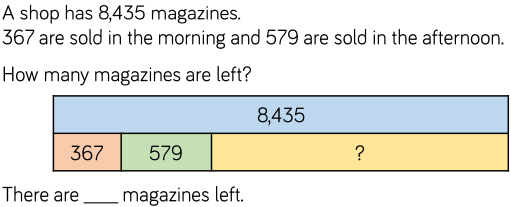 A shop has 8,435 magazines.
367 are sold in the morning and 579 are sold in the afternoon.
How many magazines are left?
8,435
367 579 ?
There are ____ magazines left.